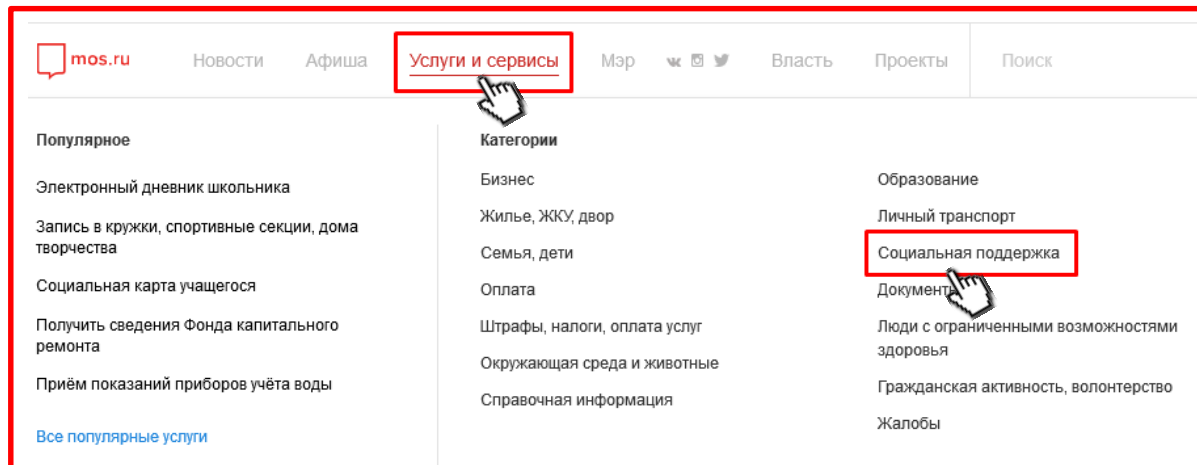 mos.ru Новости Афиша Услуги и сервисы Мэр Власть Проекты Поиск
Популярное
Электронный дневник школьника
Запись в кружки, спортивные секции, дома
творчества
Социальная карта учащегося
Получить сведения Фонда капитального
ремонта
Приём показаний приборов учёта воды
Все популярные услуги
Категории
Бизнес
Жилье, ЖКУ, двор
Семья, дети
Оплата
Штрафы, налоги, оплата услуг
Окружающая среда и животные
Справочная информация
Образование
Личный транспорт
Социальная поддержка
Документ
Люди с ограниченными возможностями
здоровья
Гражданская активность, волонтерство
Жалобы